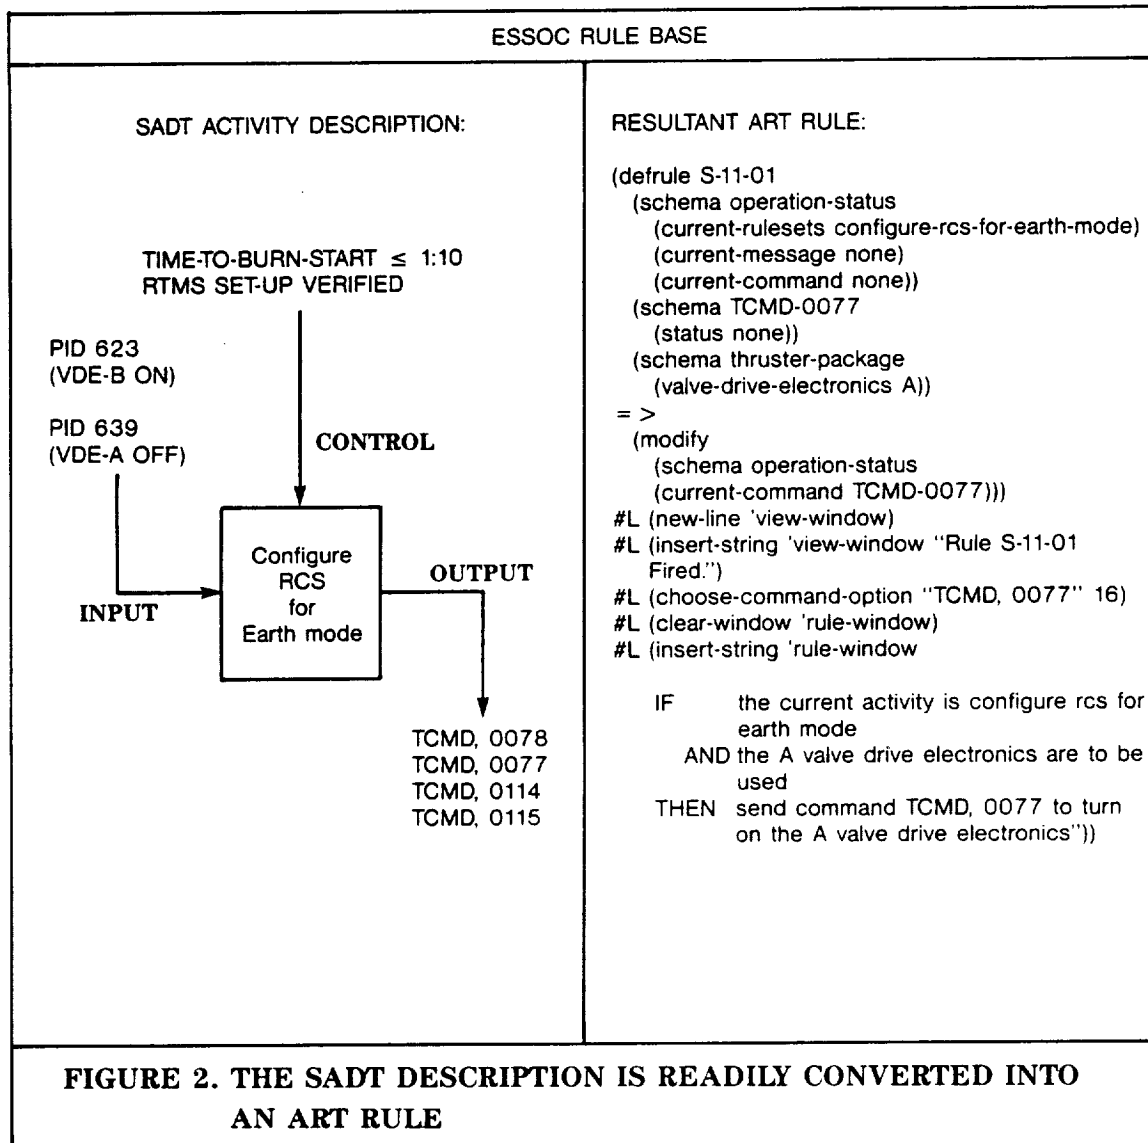 ESSOC RULE BASE
SADT ACTIVITY DESCRIPTION:
TIME-TO-BURN-START ≤ 1:10
RTMS SET-UP VERIFIED
PID 623
(VDE-B ON)
PID 639
(VDE-A OFF)
CONTROL
INPUT
Configure
RCS
for
Earth mode
OUTPUT
TCMD, 0078
TCMD, 0077
TCMD, 0114
TCMD, 0115
RESULTANT ART RULE:
(defrule S-11-01
(schema operation-status
(current-rulesets configure-rcs-for-earth-mode)
(current-message none)
(current-command none))
(schema TCMD-0077
(status none))
(schema thruster-package
(valve-drive-electronics A))
= >
(modify
(schema operation-status
(current-command TCMD-0077)))
#L (new-line 'view-window)
#L (insert-string 'view-window "Rule S-11-01
Fired.")
#L (choose-command-option "TCMD, 0077" 16)
#L (clear-window 'rule-window)
#L (insert-string 'rule-window
IF the current activity is configure rcs for
earth mode
AND the A valve drive electronics are to be
used
THEN send command TCMD, 0077 to turn
on the A valve drive electronics"))
FIGURE 2. THE SADT DESCRIPTION IS READILY CONVERTED INTO
AN ART RULE